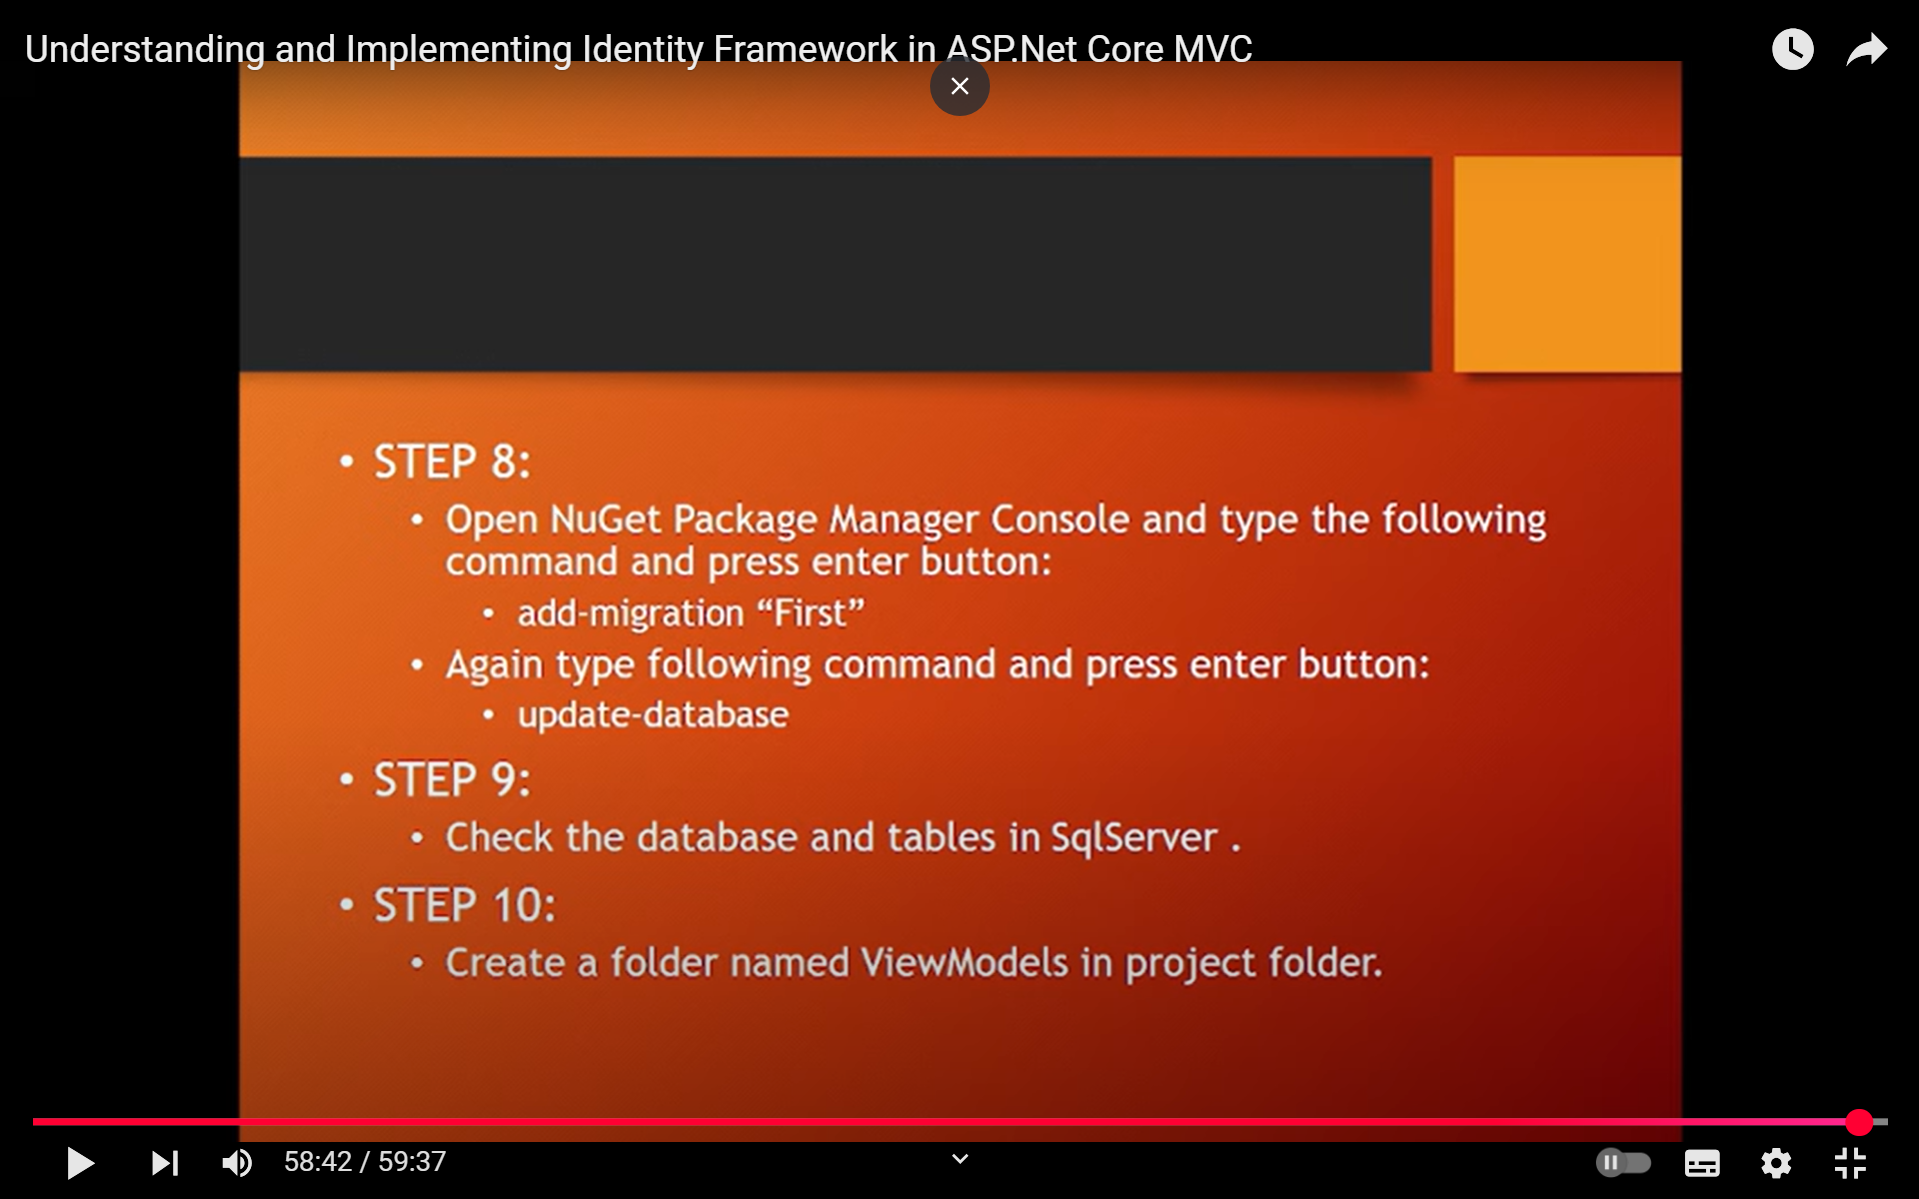 Understanding and Implementing Identity Framework in ASP.Net Core MVC
• STEP 8:
• Open NuGet Package Manager Console and type the following
command and press enter button:
• add-migration “First”
• Again type following command and press enter button:
• update-database
• STEP 9:
• Check the database and tables in SqlServer .
• STEP 10:
• Create a folder named ViewModels in project folder.
58:42 / 59:37